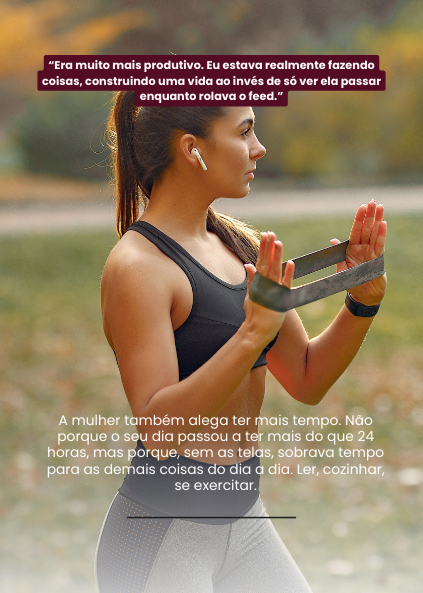 “Era muito mais produtivo. Eu estava realmente fazendo
coisas, construindo uma vida ao invés de só ver ela passar
enquanto rolava o feed.”
A mulher também alega ter mais tempo. Não
porque o seu dia passou a ter mais do que 24
horas, mas porque, sem as telas, sobrava tempo
para as demais coisas do dia a dia. Ler, cozinhar,
se exercitar.